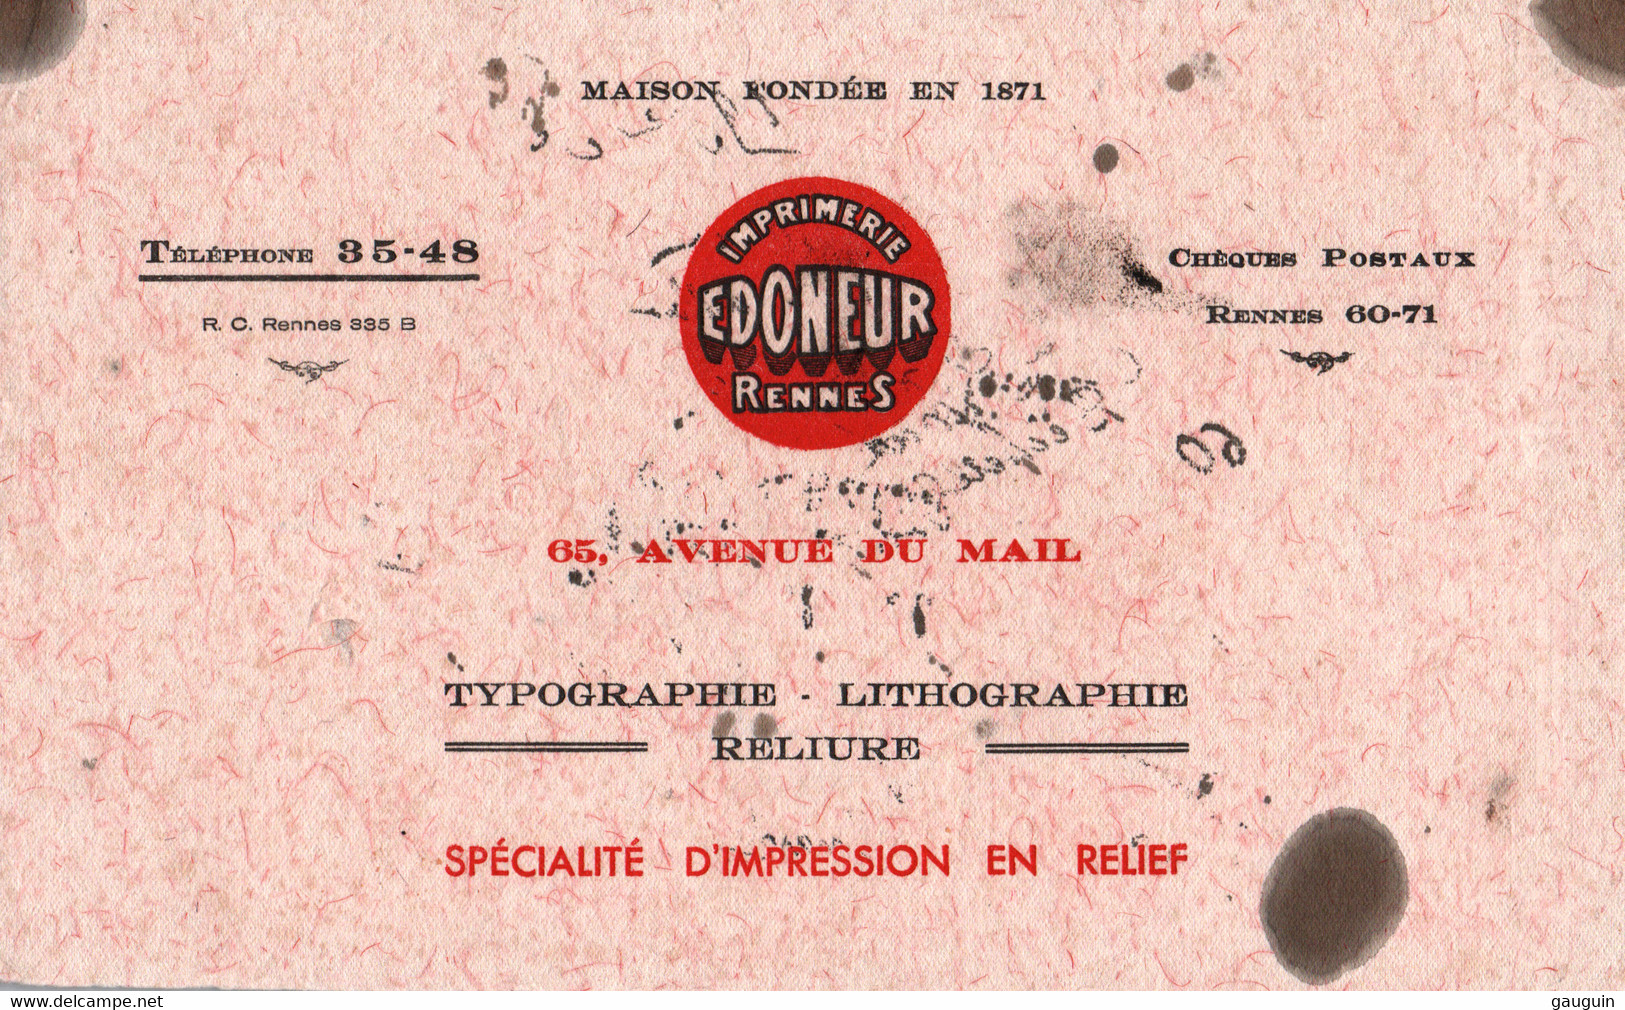 MAISON FONDÉE EN 1871
IMPRIMERIE
EDONEUR
RENNES
TÉLÉPHONE 35-48
R. C. Rennes 335 B
CHÈQUES POSTAUX
RENNES 60-71
65, AVENUE DU MAIL
TYPOGRAPHIE - LITHOGRAPHIE
RELIURE
SPÉCIALITÉ D'IMPRESSION EN RELIEF
www.delcampe.net
gauguin